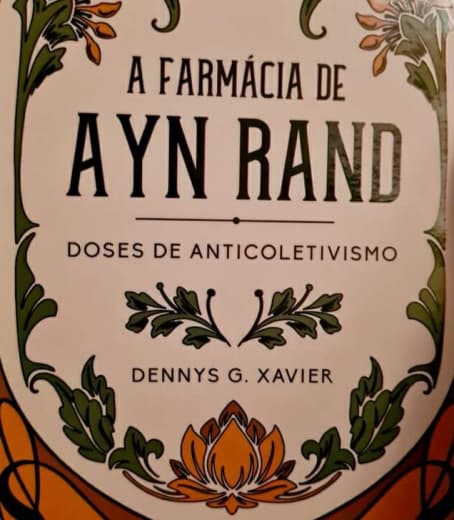 A FARMÁCIA DE
AYN RAND
DOSES DE ANTICOLETIVISMO
DENNYS G. XAVIER